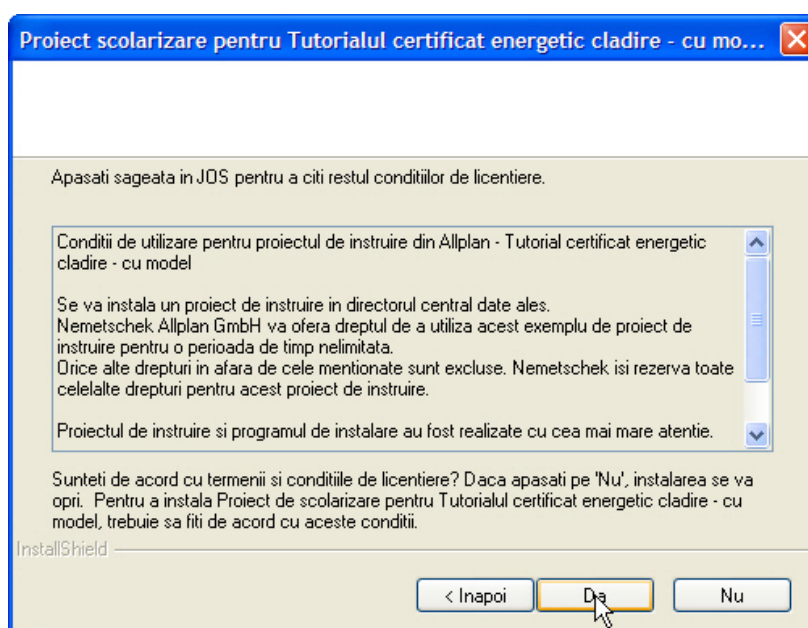 Proiect scolarizare pentru Tutorialul certificat energetic cladire - cu mo...
Apasati sageata in JOS pentru a citi restul conditiilor de licentiere.
Conditii de utilizare pentru proiectul de instruire din Allplan - Tutorial certificat energetic
cladire - cu model
Se va instala un proiect de instruire in directorul central date ales.
Nemetschek Allplan GmbH va ofera dreptul de a utiliza acest exemplu de proiect de
instruire pentru o perioada de timp nelimitata.
Orice alte drepturi in afara de cele mentionate sunt excluse. Nemetschek isi rezerva toate
celelalte drepturi pentru acest proiect de instruire.
Proiectul de instruire si programul de instalare au fost realizate cu cea mai mare atentie.
Sunteti de acord cu termenii si conditiile de licentiere? Daca apasati pe 'Nu', instalarea se va
opri.  Pentru a instala Proiect de scolarizare pentru Tutorialul certificat energetic cladire - cu
model, trebuie sa fiti de acord cu aceste conditii.
InstallShield
< Inapoi
Da
Nu